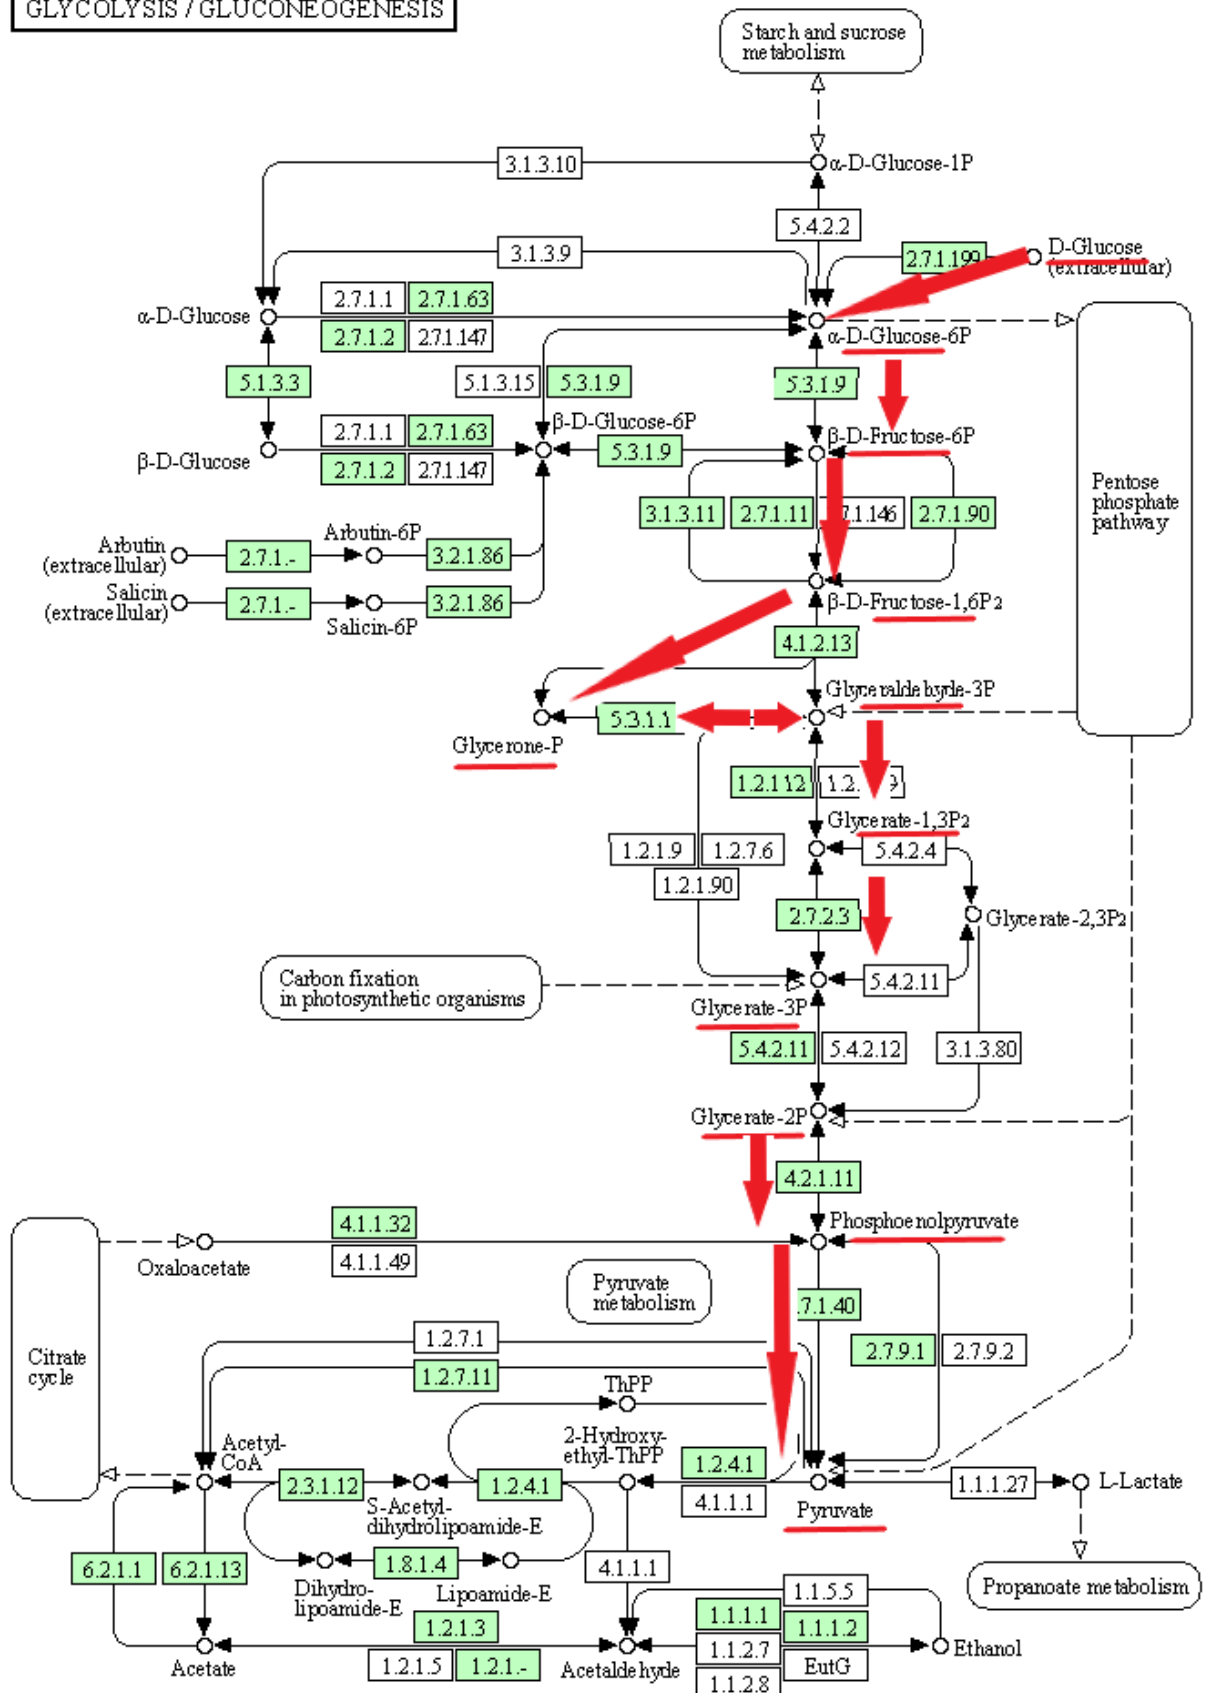 GLYCOLYSIS / GLUCONEOGENESIS
Starch and sucrose
metabolism
3.1.3.10
α-D-Glucose-1P
5.4.2.2
3.1.3.9
2.7.1.199
D-Glucose
(extracellular)
2.7.1.1
2.7.1.63
α-D-Glucose
2.7.1.2
2.7.1.147
α-D-Glucose-6P
5.1.3.3
5.1.3.15
5.3.1.9
5.3.1.9
2.7.1.1
2.7.1.63
β-D-Glucose-6P
β-D-Fructose-6P
β-D-Glucose
2.7.1.2
2.7.1.147
5.3.1.9
Pentose
phosphate
pathway
3.1.3.11
2.7.1.11
7.1.146
2.7.1.90
Arbutin
(extracellular)
2.7.1.-
Arbutin-6P
3.2.1.86
Salicin
(extracellular)
2.7.1.-
Salicin-6P
3.2.1.86
β-D-Fructose-1,6P2
4.1.2.13
Glyceraldehyde-3P
5.3.1.1
Glycerone-P
1.2.1.12
1.2.
Glycerate-1,3P2
1.2.1.9
1.2.7.6
5.4.2.4
1.2.1.90
2.7.2.3
Glycerate-2,3P2
Carbon fixation
in photosynthetic organisms
5.4.2.11
Glycerate-3P
5.4.2.11
5.4.2.12
3.1.3.80
Glycerate-2P
4.2.1.11
4.1.1.32
Phosphoenolpyruvate
Oxaloacetate
4.1.1.49
Pyruvate
metabolism
.7.1.40
Citrate
cycle
1.2.7.1
2.7.9.1
2.7.9.2
1.2.7.11
ThPP
Acetyl-
CoA
2-Hydroxy-
ethyl-ThPP
1.2.4.1
2.3.1.12
1.2.4.1
4.1.1.1
1.1.1.27
L-Lactate
S-Acetyl-
dihydrolipoamide-E
Pyruvate
6.2.1.1
6.2.1.13
1.8.1.4
4.1.1.1
Dihydro-
lipoamide-E
Lipoamide-E
Propanoate metabolism
1.1.5.5
1.2.1.3
1.1.1.1
1.1.1.2
1.1.2.7
Ethanol
Acetate
1.2.1.5
1.2.1.-
Acetaldehyde
EutG
1.1.2.8